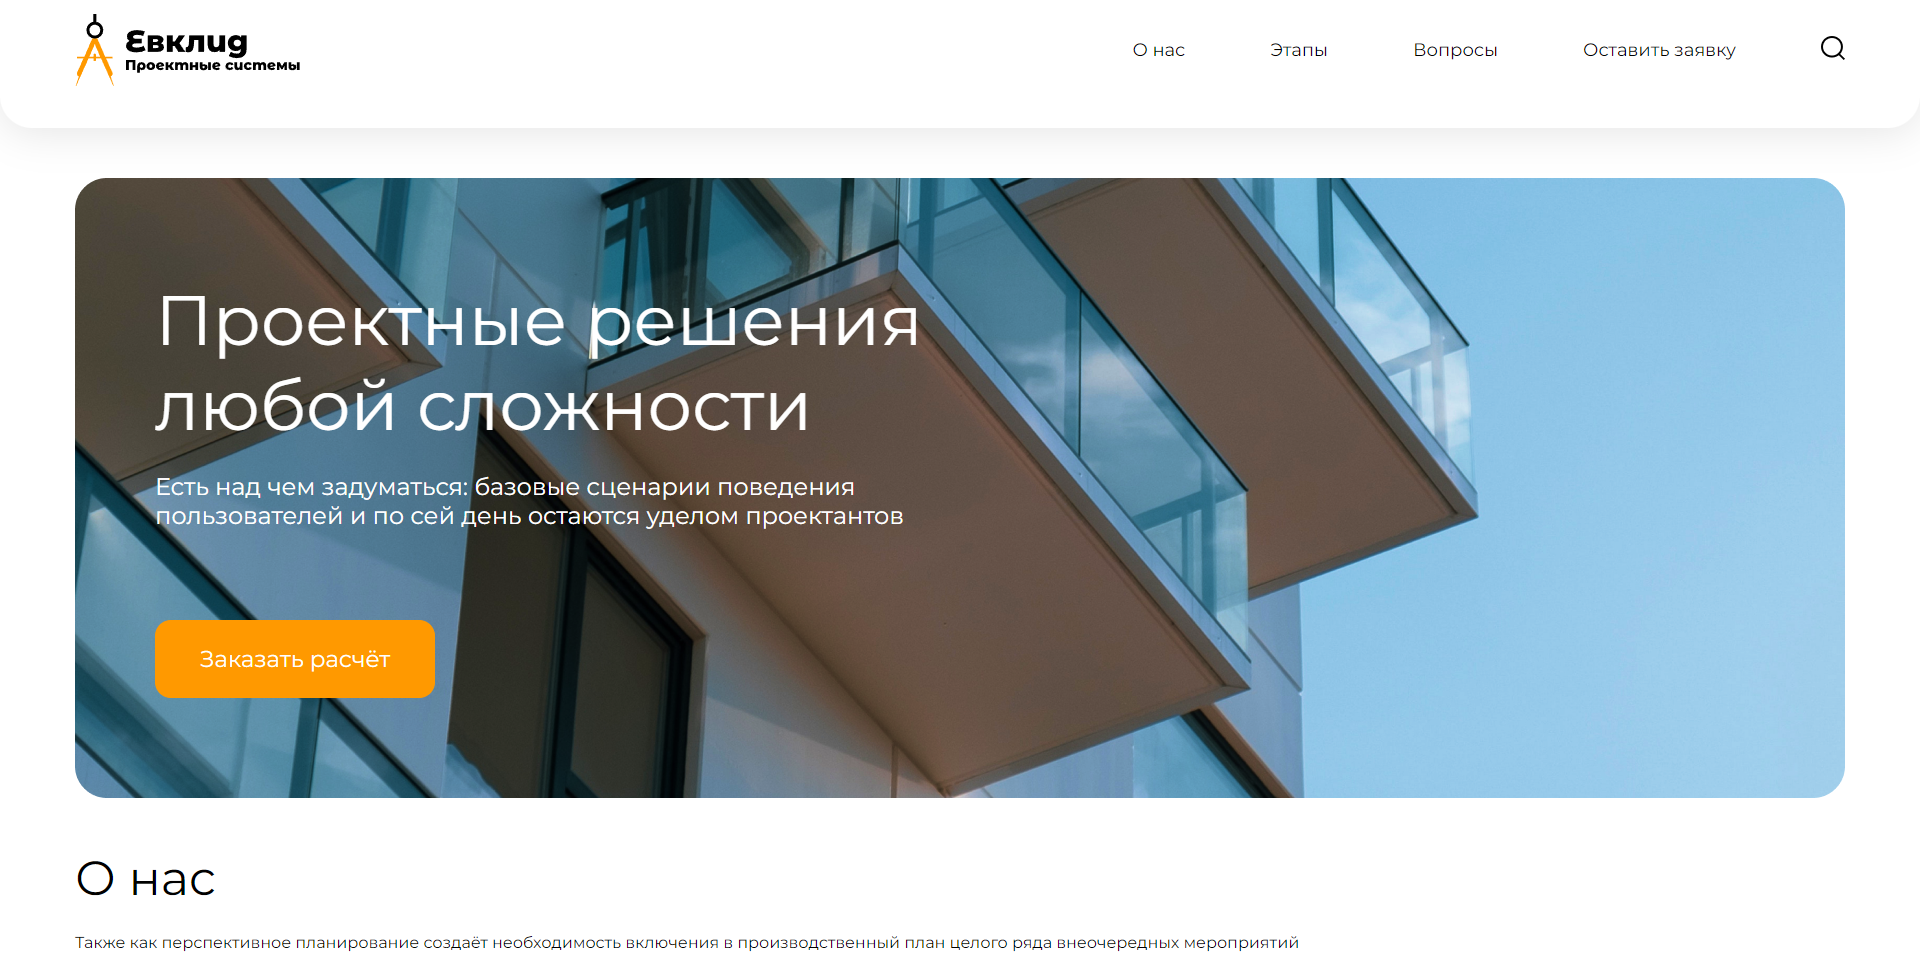 Евклид
Проектные системы
О нас
Этапы
Вопросы
Оставить заявку
Проектные решения
любой сложности
Есть над чем задуматься: базовые сценарии поведения
пользователей и по сей день остаются уделом проектантов
Заказать расчёт
О нас
Также как перспективное планирование создаёт необходимость включения в производственный план целого ряда внеочередных мероприятий